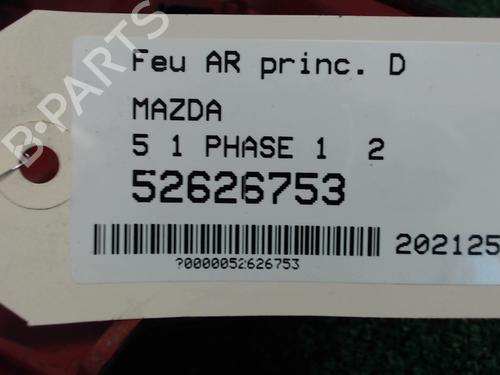 B-PARTS
Feu AR princ. D
MAZDA
5 1 PHASE 1 2
52626753
202125
?0000052626753